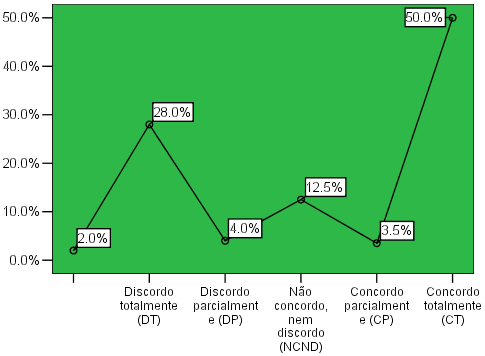 50.0%
40.0%
30.0%
20.0%
10.0%
0.0%
2.0%
28.0%
4.0%
12.5%
3.5%
50.0%
Discordo
totalmente
(DT)
Discordo
parcialment
e (DP)
Não
concordo,
nem
discordo
(NCND)
Concordo
parcialment
e (CP)
Concordo
totalmente
(CT)